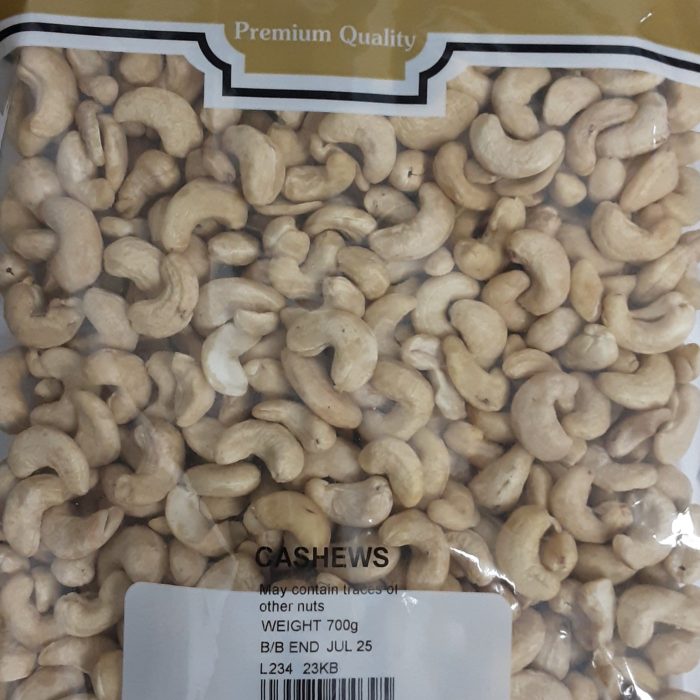 Premium Quality
CASHEWS
May contain traces of
other nuts
WEIGHT 700g
B/B END JUL 25
L234 23KB